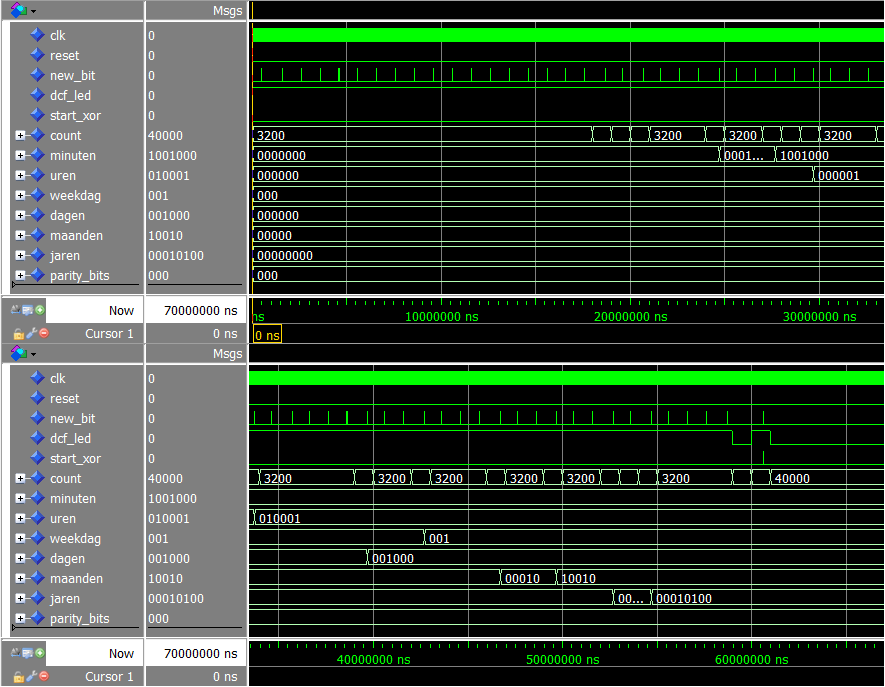 Msgs
clk 0
reset 0
new_bit 0
dcf_led 0
start_xor 0
count 40000 3200 3200 3200 3200
minuten 1001000 0000000 0001... 1001000
uren 010001 000000 000001
weekdag 001 000
dagen 001000 000000
maanden 10010 00000
jaren 00010100 00000000
parity_bits 000 000
Now 70000000 ns ns 10000000 ns 20000000 ns 30000000 ns
Cursor 1 0 ns 0 ns
Msgs
clk 0
reset 0
new_bit 0
dcf_led 0
start_xor 0
count 40000 3200 3200 3200 3200 3200 3200 40000
minuten 1001000
uren 010001 010001
weekdag 001 001
dagen 001000 001000
maanden 10010 00010 10010
jaren 00010100 00... 00010100
parity_bits 000
Now 70000000 ns 40000000 ns 50000000 ns 60000000 ns
Cursor 1 0 ns